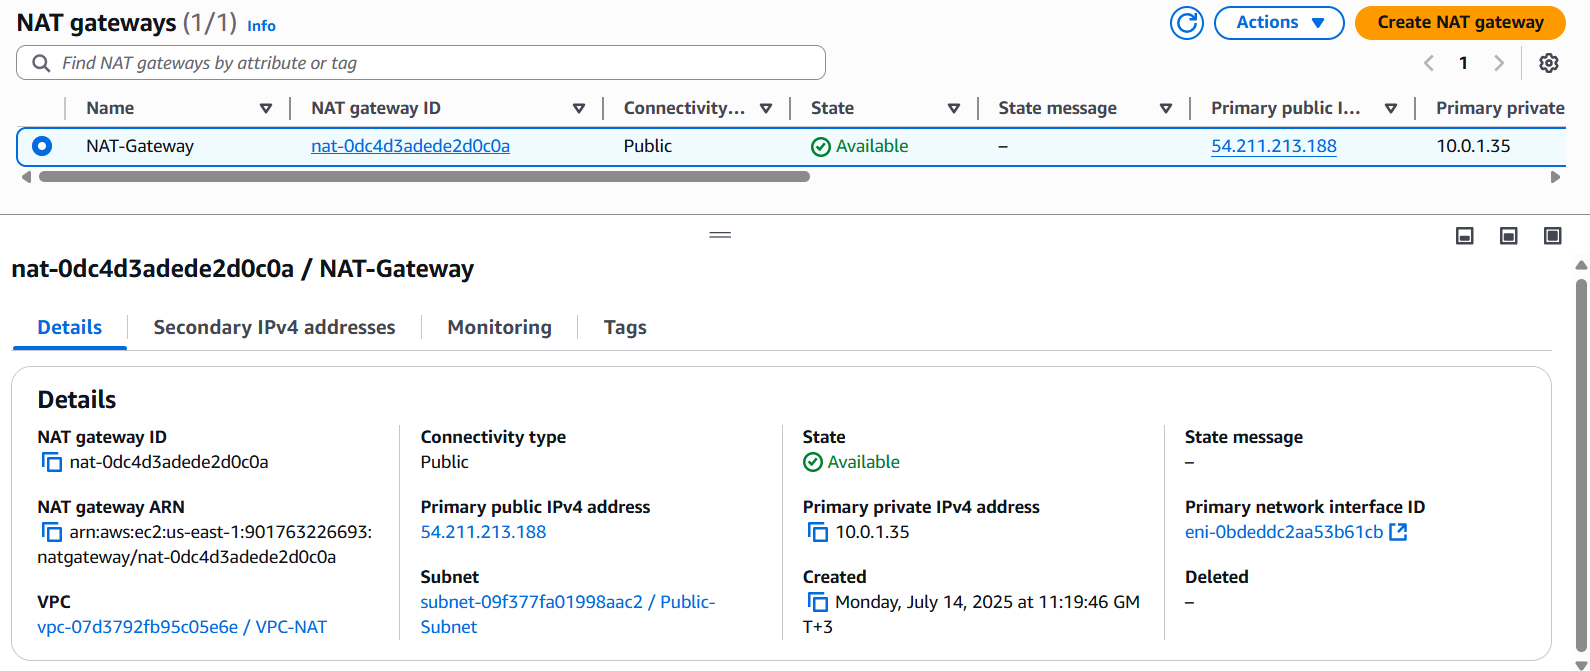 NAT gateways (1/1) Info
Actions
Create NAT gateway
Find NAT gateways by attribute or tag
1
Name NAT gateway ID Connectivity... State State message Primary public I... Primary private
NAT-Gateway nat-0dc4d3adede2d0c0a Public Available – 54.211.213.188 10.0.1.35
nat-0dc4d3adede2d0c0a / NAT-Gateway
Details Secondary IPv4 addresses Monitoring Tags
Details
NAT gateway ID
nat-0dc4d3adede2d0c0a
NAT gateway ARN
arn:aws:ec2:us-east-1:901763226693:
natgateway/nat-0dc4d3adede2d0c0a
VPC
vpc-07d3792fb95c05e6e / VPC-NAT
Connectivity type
Public
Primary public IPv4 address
54.211.213.188
Subnet
subnet-09f377fa01998aac2 / Public-
Subnet
State
Available
Primary private IPv4 address
10.0.1.35
Created
Monday, July 14, 2025 at 11:19:46 GM
T+3
State message
–
Primary network interface ID
eni-0bdeddc2aa53b61cb
Deleted
–